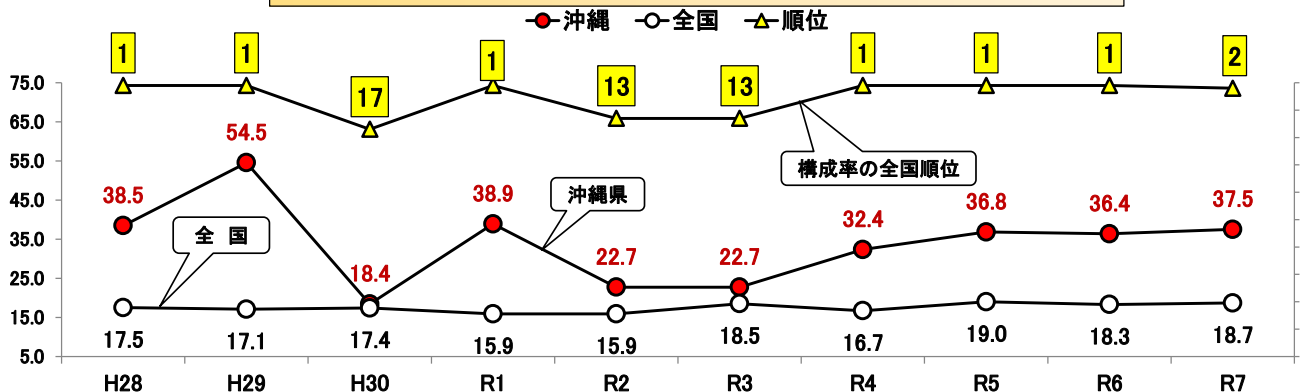 沖縄 全国 順位
1 1 17 1 13 13 1 1 1 2
75.0
65.0
55.0
45.0
35.0
25.0
15.0
5.0
構成率の全国順位
沖縄県
全 国
38.5 54.5 18.4 38.9 22.7 22.7 32.4 36.8 36.4 37.5
17.5 17.1 17.4 15.9 15.9 18.5 16.7 19.0 18.3 18.7
H28 H29 H30 R1 R2 R3 R4 R5 R6 R7